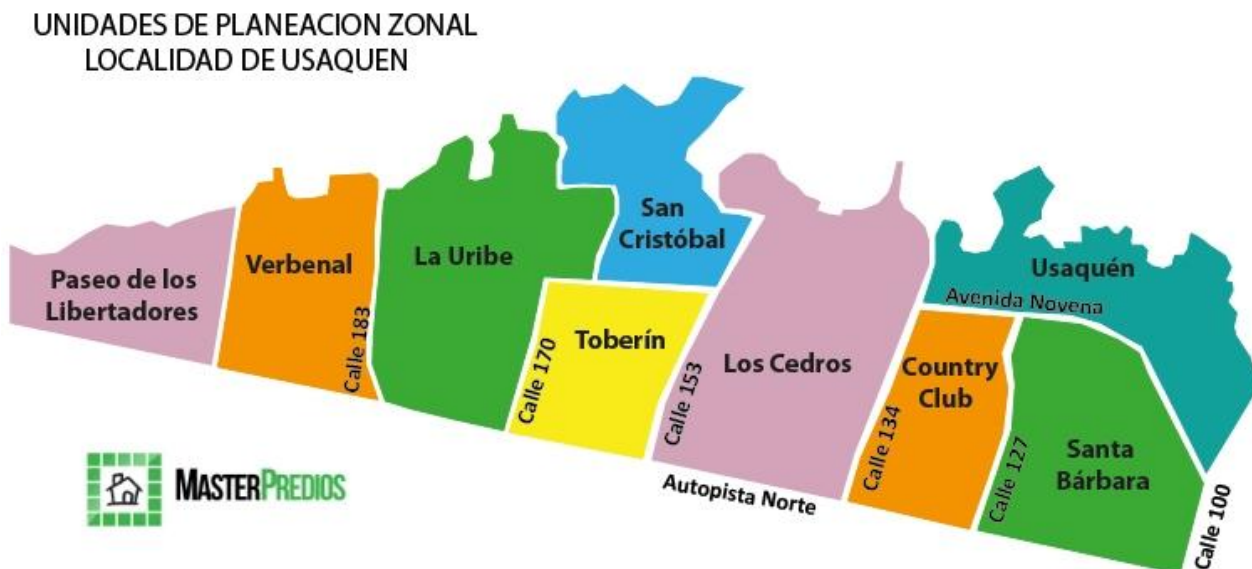 UNIDADES DE PLANEACION ZONAL
LOCALIDAD DE USAQUEN
Paseo de los
Libertadores
Verbenal
Calle 183
La Uribe
Calle 170
San
Cristóbal
Toberín
Calle 153
Los Cedros
Autopista Norte
Calle 134
Country
Club
Calle 127
Usaquén
Avenida Novena
Santa
Bárbara
Calle 100
MASTERPREDIOS